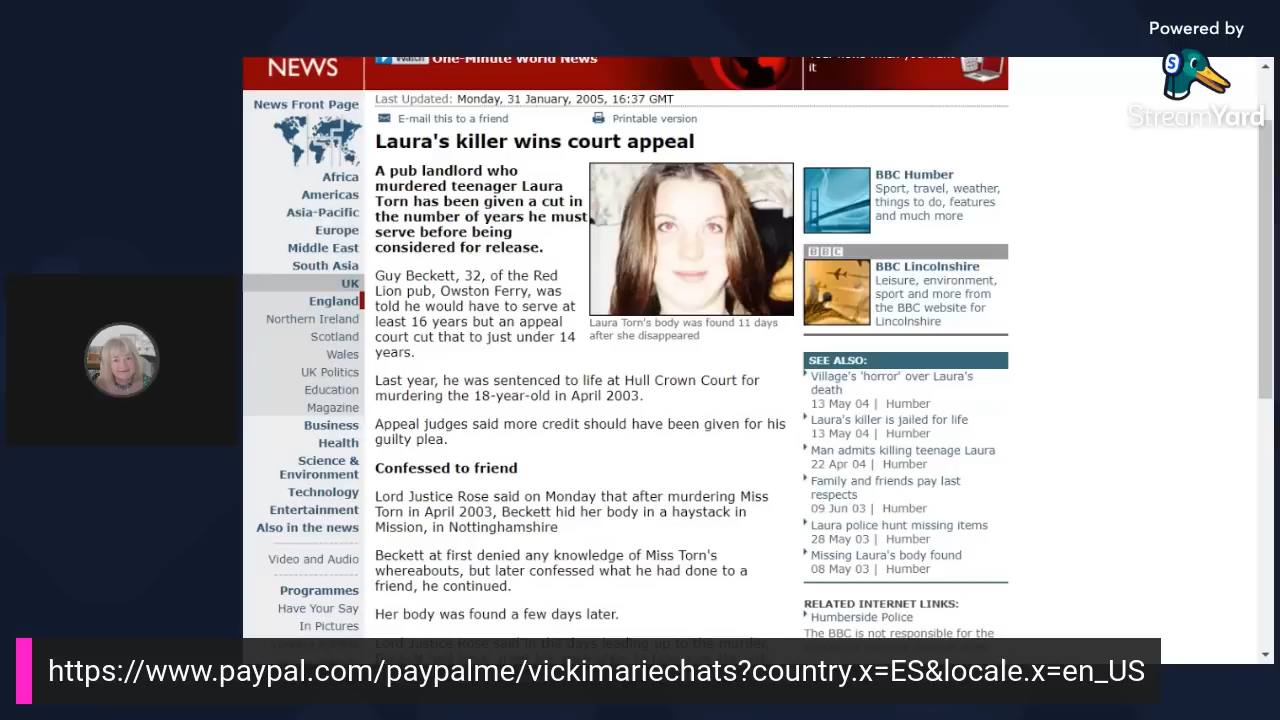 Powered by
StreamYard
NEWS
Watch One-Minute World News
it
News Front Page
Africa
Americas
Asia-Pacific
Europe
Middle East
South Asia
UK
England
Northern Ireland
Scotland
Wales
UK Politics
Education
Magazine
Business
Health
Science &
Environment
Technology
Entertainment
Also in the news
Video and Audio
Programmes
Have Your Say
In Pictures
Last Updated: Monday, 31 January, 2005, 16:37 GMT
E-mail this to a friend
Printable version
Laura's killer wins court appeal
A pub landlord who
murdered teenager Laura
Torn has been given a cut in
the number of years he must
serve before being
considered for release.
Guy Beckett, 32, of the Red
Lion pub, Owston Ferry, was
told he would have to serve at
least 16 years but an appeal
court cut that to just under 14
years.
Laura Torn's body was found 11 days
after she disappeared
Last year, he was sentenced to life at Hull Crown Court for
murdering the 18-year-old in April 2003.
Appeal judges said more credit should have been given for his
guilty plea.
Confessed to friend
Lord Justice Rose said on Monday that after murdering Miss
Torn in April 2003, Beckett hid her body in a haystack in
Mission, in Nottinghamshire
Beckett at first denied any knowledge of Miss Torn's
whereabouts, but later confessed what he had done to a
friend, he continued.
Her body was found a few days later.
Lord Justice Rose said in the days leading up to the murder,
BBC Humber
Sport, travel, weather,
things to do, features
and much more
BBC
BBC Lincolnshire
Leisure, environment,
sport and more from
the BBC website for
Lincolnshire
SEE ALSO:
Village's 'horror' over Laura's
death
13 May 04 | Humber
Laura's killer is jailed for life
13 May 04 | Humber
Man admits killing teenage Laura
22 Apr 04 | Humber
Family and friends pay last
respects
09 Jun 03 | Humber
Laura police hunt missing items
28 May 03 | Humber
Missing Laura's body found
08 May 03 | Humber
RELATED INTERNET LINKS:
Humberside Police
The BBC is not responsible for the
https://www.paypal.com/paypalme/vickimariechats?country.x=ES&locale.x=en_US